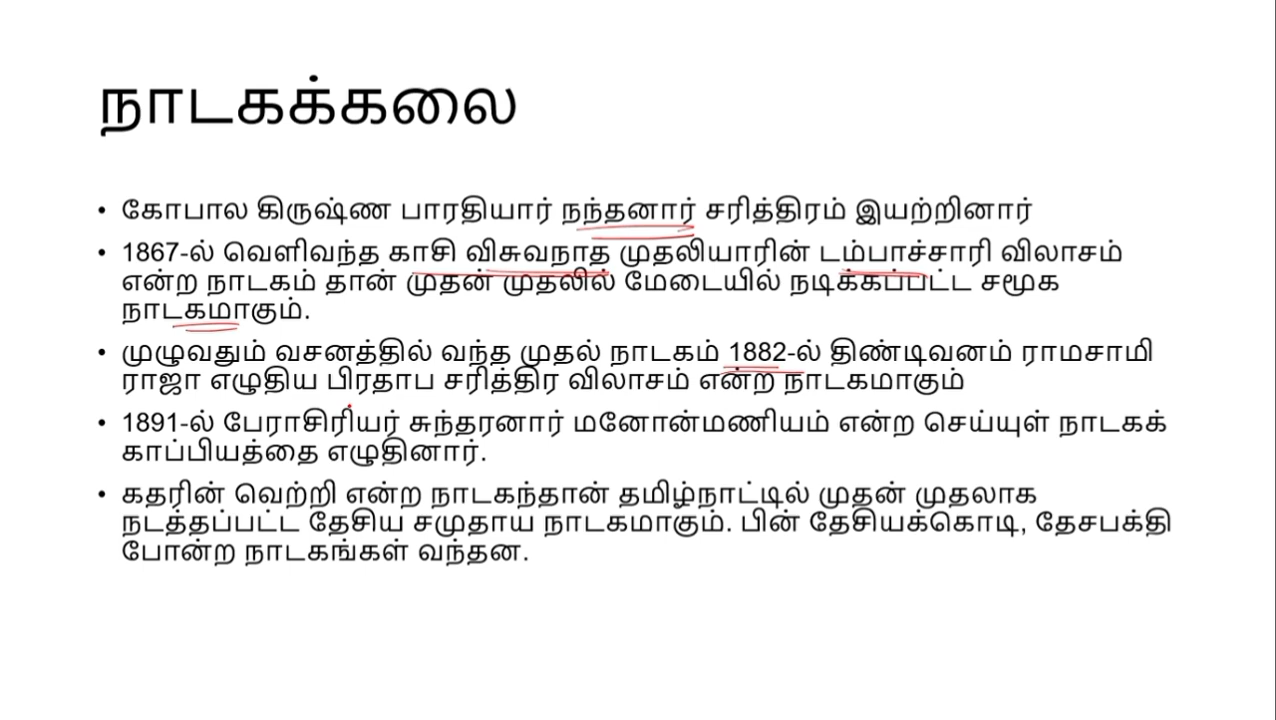 நாடகக்கலை
• கோபால கிருஷ்ண பாரதியார் நந்தனார் சரித்திரம் இயற்றினார்
• 1867-ல் வெளிவந்த காசி விசுவநாத முதலியாரின் டம்பாச்சாரி விலாசம்
என்ற நாடகம் தான் முதன் முதலில் மேடையில் நடிக்கப்பட்ட சமூக
நாடகமாகும்.
• முழுவதும் வசனத்தில் வந்த முதல் நாடகம் 1882-ல் திண்டிவனம் ராமசாமி
ராஜா எழுதிய பிரதாப சரித்திர விலாசம் என்ற நாடகமாகும்
• 1891-ல் பேராசிரியர் சுந்தரனார் மனோன்மணியம் என்ற செய்யுள் நாடகக்
காப்பியத்தை எழுதினார்.
• கதரின் வெற்றி என்ற நாடகந்தான் தமிழ்நாட்டில் முதன் முதலாக
நடத்தப்பட்ட தேசிய சமுதாய நாடகமாகும். பின் தேசியக்கொடி, தேசபக்தி
போன்ற நாடகங்கள் வந்தன.